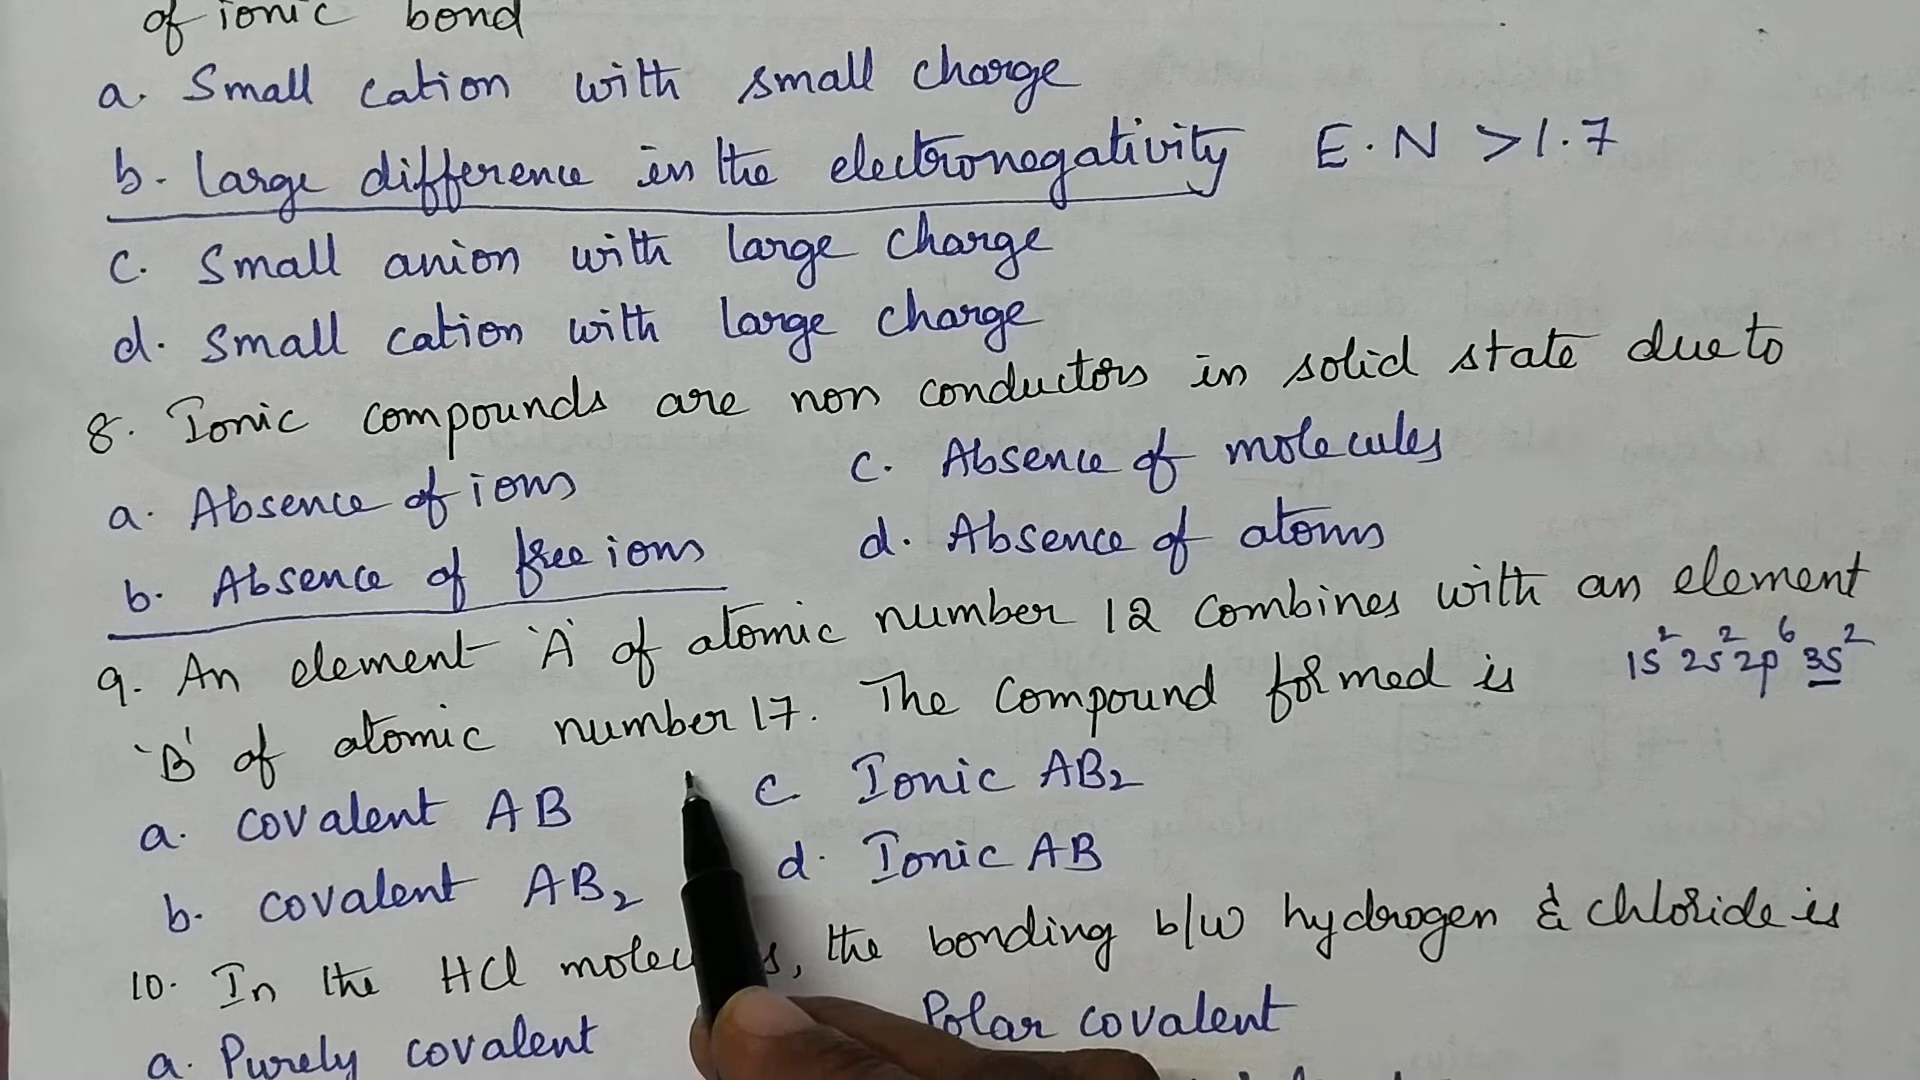 of ionic bond
a. Small cation with small charge
b. Large difference in the electronegativity E.N >1.7
c. Small anion with large charge
d. Small cation with large charge
8. Ionic compounds are non conductors in solid state due to
a. Absence of ions
b. Absence of free ions
c. Absence of molecules
d. Absence of atoms
9. An element 'A' of atomic number 12 combines with an element
'B' of atomic number 17. The compound formed is 1s² 2s² 2p⁶ 3s²
a. covalent AB
b. covalent AB₂
c Ionic AB₂
d. Ionic AB
10. In the HCl , the bonding b/w hydrogen & chloride is
a. Purely covalent
Polar covalent